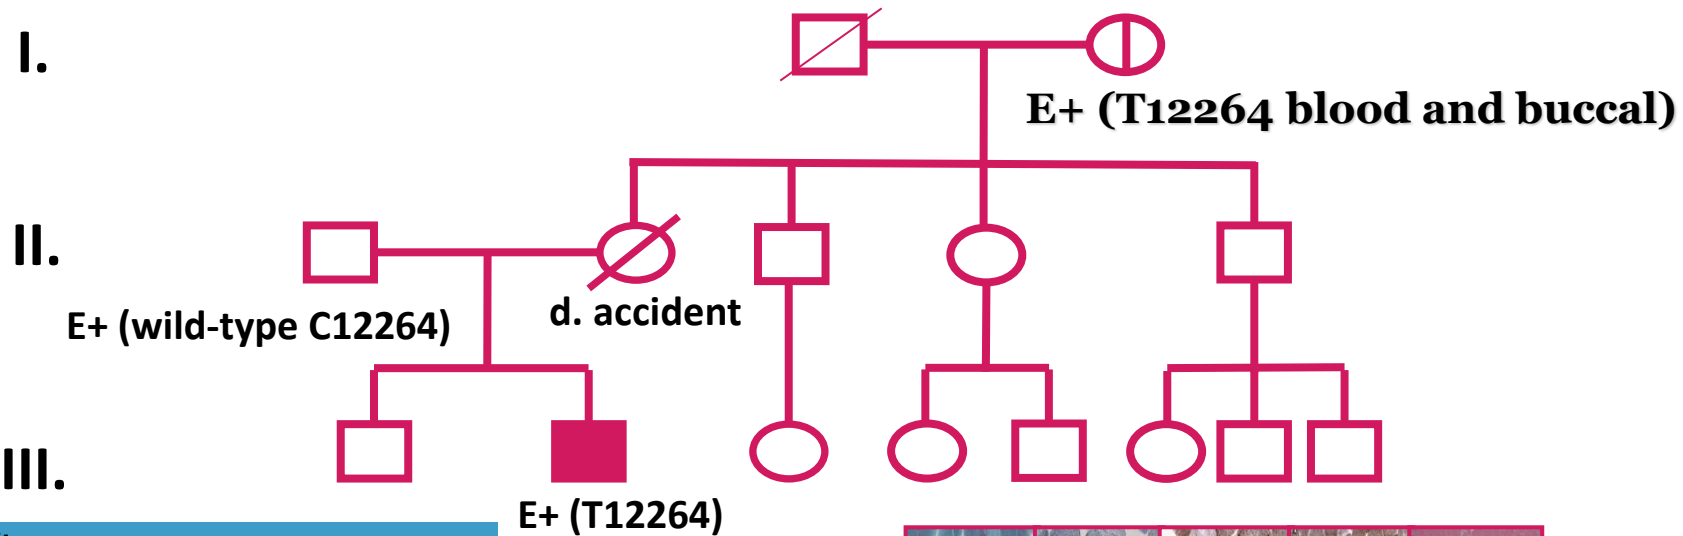 I.
E+ (T12264 blood and buccal)
II.
E+ (wild-type C12264)
d. accident
III.
E+ (T12264)